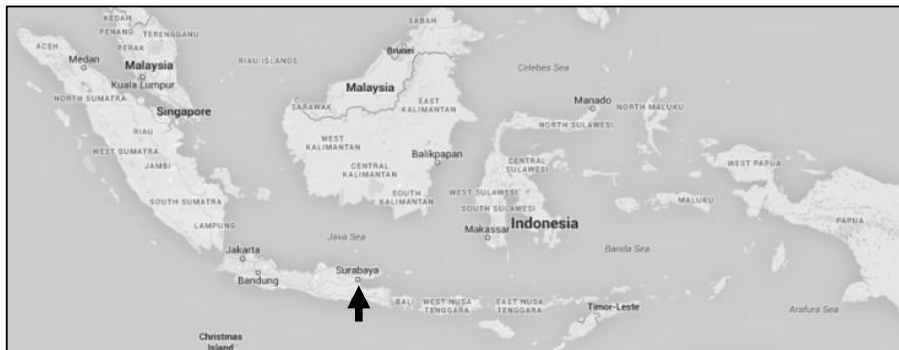 KEDAH
PENANG
TERENGGANU
PERAK
SABAH
ACEH
Medan
Malaysia
Kuala Lumpur
RIAU ISLANDS
Brunei
Malaysia
Celebes Sea
NORTH SUMATRA
Singapore
SARAWAK
EAST
KALIMANTAN
Manado
NORTH MALUKU
NORTH SULAWESI
RIAU
WEST SUMATRA
JAMBI
WEST
KALIMANTAN
Balikpapan
CENTRAL
KALIMANTAN
CENTRAL
SULAWESI
WEST PAPUA
SOUTH SUMATRA
SOUTH
KALIMANTAN
WEST SULAWESI
SOUTH SULAWESI
MALUKU
LAMPUNG
Indonesia
PAPUA
Makassar
Java Sea
Banda Sea
Jakarta
Bandung
Surabaya
BALI
WEST NUSA
TENGGARA
EAST NUSA
TENGGARA
Timor-Leste
Arafura Sea
Christmas
Island